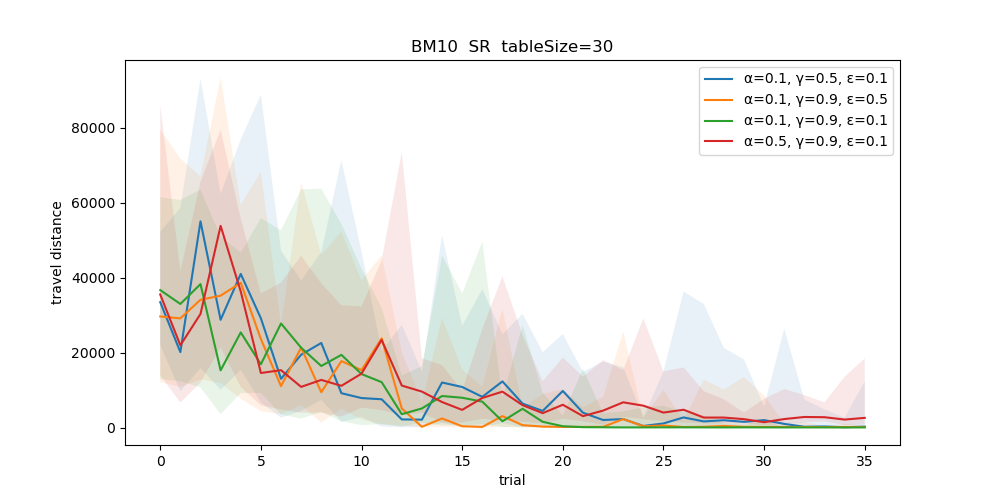 BM10 SR tableSize=30
α=0.1, γ=0.5, ε=0.1
α=0.1, γ=0.9, ε=0.5
α=0.1, γ=0.9, ε=0.1
α=0.5, γ=0.9, ε=0.1
travel distance
80000
60000
40000
20000
0
0 5 10 15 20 25 30 35
trial